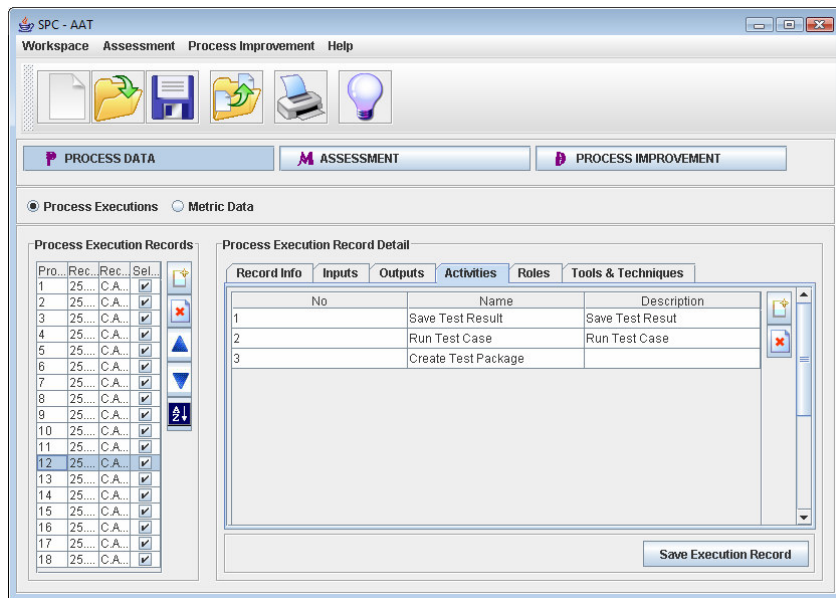 SPC - AAT
Workspace Assessment Process Improvement Help
P PROCESS DATA M ASSESSMENT D PROCESS IMPROVEMENT
Process Executions Metric Data
Process Execution Records
Pro... Rec... Rec... Sel...
1 25.... C.A...
2 25.... C.A...
3 25.... C.A...
4 25.... C.A...
5 25.... C.A...
6 25.... C.A...
7 25.... C.A...
8 25.... C.A...
9 25.... C.A...
10 25.... C.A...
11 25.... C.A...
12 25.... C.A...
13 25.... C.A...
14 25.... C.A...
15 25.... C.A...
16 25.... C.A...
17 25.... C.A...
18 25.... C.A...
A
Z
Process Execution Record Detail
Record Info Inputs Outputs Activities Roles Tools & Techniques
No Name Description
1 Save Test Result Save Test Resut
2 Run Test Case Run Test Case
3 Create Test Package
Save Execution Record